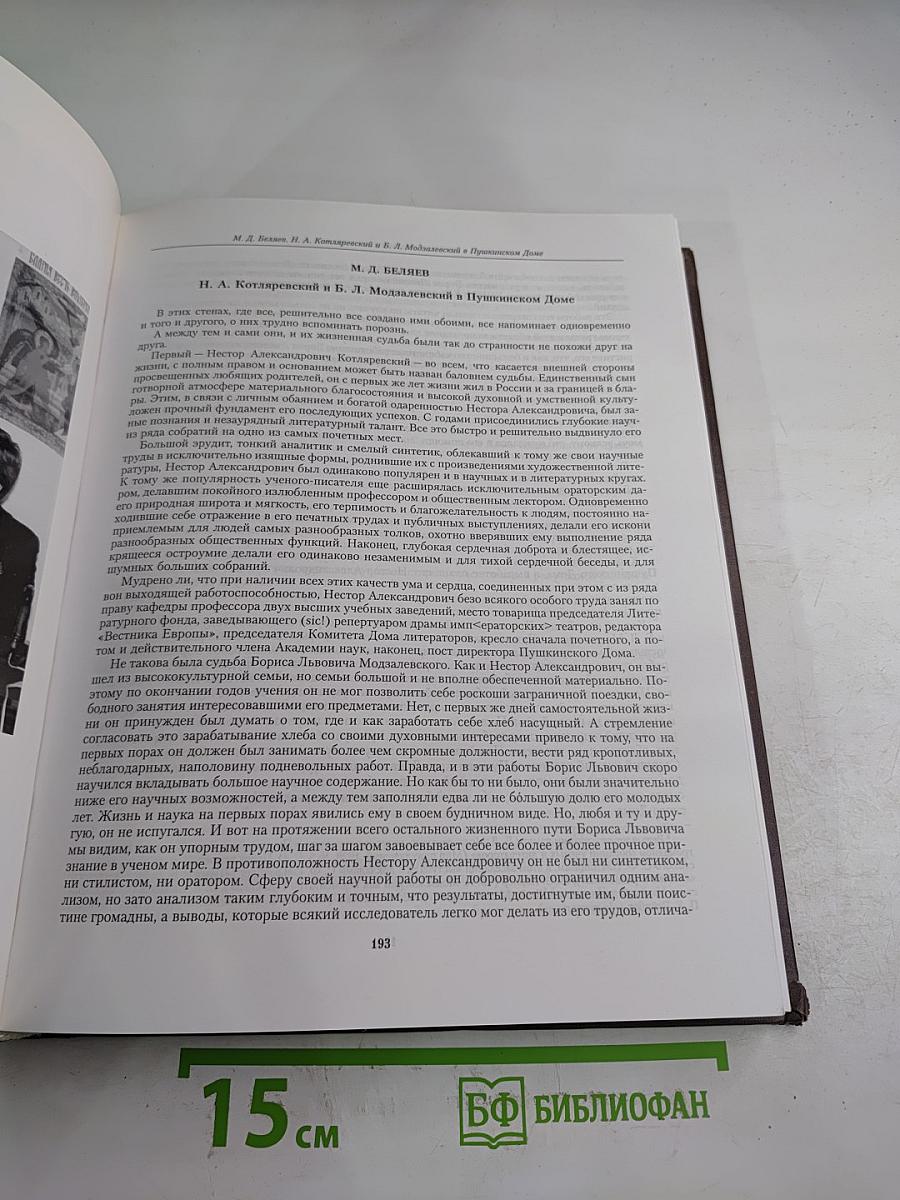 М. Д. Беляев. Н. А. Котляревский и Б. Л. Модзалевский в Пушкинском Доме
М. Д. БЕЛЯЕВ
Н. А. Котляревский и Б. Л. Модзалевский в Пушкинском Доме
В этих стенах, где все, решительно все создано ими обоими, все напоминает одновременно
и того и другого, о них трудно вспоминать порознь.
А между тем и сами они, и их жизненная судьба были так до странности не похожи друг на
друга.
Первый — Нестор Александрович Котляревский — во всем, что касается внешней стороны
жизни, с полным правом и основанием может быть назван баловнем судьбы. Единственный сын
просвещенных любящих родителей, он с первых же лет жизни жил в России и за границей в бла-
готворной атмосфере материального благосостояния и высокой духовной и умственной культу-
ры. Этим, в связи с личным обаянием и богатой одаренностью Нестора Александровича, был за-
ложен прочный фундамент его последующих успехов. С годами присоединились глубокие науч-
ные познания и незаурядный литературный талант. Все это быстро и решительно выдвинуло его
из ряда собратий на одно из самых почетных мест.
Большой эрудит, тонкий аналитик и смелый синтетик, облекавший к тому же свои научные
труды в исключительно изящные формы, роднившие их с произведениями художественной лите-
ратуры, Нестор Александрович был одинаково популярен и в научных и в литературных кругах.
К тому же популярность ученого-писателя еще расширялась исключительным ораторским да-
ром, делавшим покойного излюбленным профессором и общественным лектором. Одновременно
его природная широта и мягкость, его терпимость и благожелательность к людям, постоянно на-
ходившие себе отражение в его печатных трудах и публичных выступлениях, делали его искони
приемлемым для людей самых разнообразных толков, охотно вверявших ему выполнение ряда
разнообразных общественных функций. Наконец, глубокая сердечная доброта и блестящее, ис-
крящееся остроумие делали его одинаково незаменимым и для тихой сердечной беседы, и для
шумных больших собраний.
Мудрено ли, что при наличии всех этих качеств ума и сердца, соединенных при этом с из ряда
вон выходящей работоспособностью, Нестор Александрович безо всякого особого труда занял по
праву кафедры профессора двух высших учебных заведений, место товарища председателя Лите-
ратурного фонда, заведывающего (sic!) репертуаром драмы имп<ераторских> театров, редактора
«Вестника Европы», председателя Комитета Дома литераторов, кресло сначала почетного, а по-
том и действительного члена Академии наук, наконец, пост директора Пушкинского Дома.
Не такова была судьба Бориса Львовича Модзалевского. Как и Нестор Александрович, он вы-
шел из высококультурной семьи, но семьи большой и не вполне обеспеченной материально. По-
этому по окончании годов учения он не мог позволить себе роскоши заграничной поездки, сво-
бодного занятия интересовавшими его предметами. Нет, с первых же дней самостоятельной жиз-
ни он принужден был думать о том, где и как заработать себе хлеб насущный. А стремление
согласовать это зарабатывание хлеба со своими духовными интересами привело к тому, что на
первых порах он должен был занимать более чем скромные должности, вести ряд кропотливых,
неблагодарных, наполовину подневольных работ. Правда, и в эти работы Борис Львович скоро
научился вкладывать большое научное содержание. Но как бы то ни было, они были значительно
ниже его научных возможностей, а между тем заполняли едва ли не бóльшую долю его молодых
лет. Жизнь и наука на первых порах явились ему в своем будничном виде. Но, любя и ту и дру-
гую, он не испугался. И вот на протяжении всего остального жизненного пути Бориса Львовича
мы видим, как он упорным трудом, шаг за шагом завоевывает себе все более и более прочное при-
знание в ученом мире. В противоположность Нестору Александровичу он не был ни синтетиком,
ни стилистом, ни оратором. Сферу своей научной работы он добровольно ограничил одним ана-
лизом, но зато анализом таким глубоким и точным, что результаты, достигнутые им, были поис-
тине громадны, а выводы, которые всякий исследователь легко мог делать из его трудов, отлича-
193
15 см
БФ БИБЛИОФАН